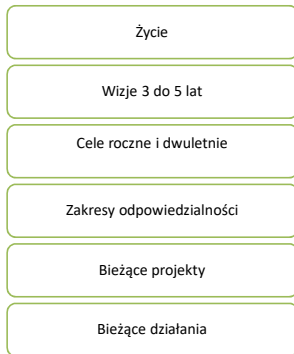 Życie
Wizje 3 do 5 lat
Cele roczne i dwuletnie
Zakresy odpowiedzialności
Bieżące projekty
Bieżące działania